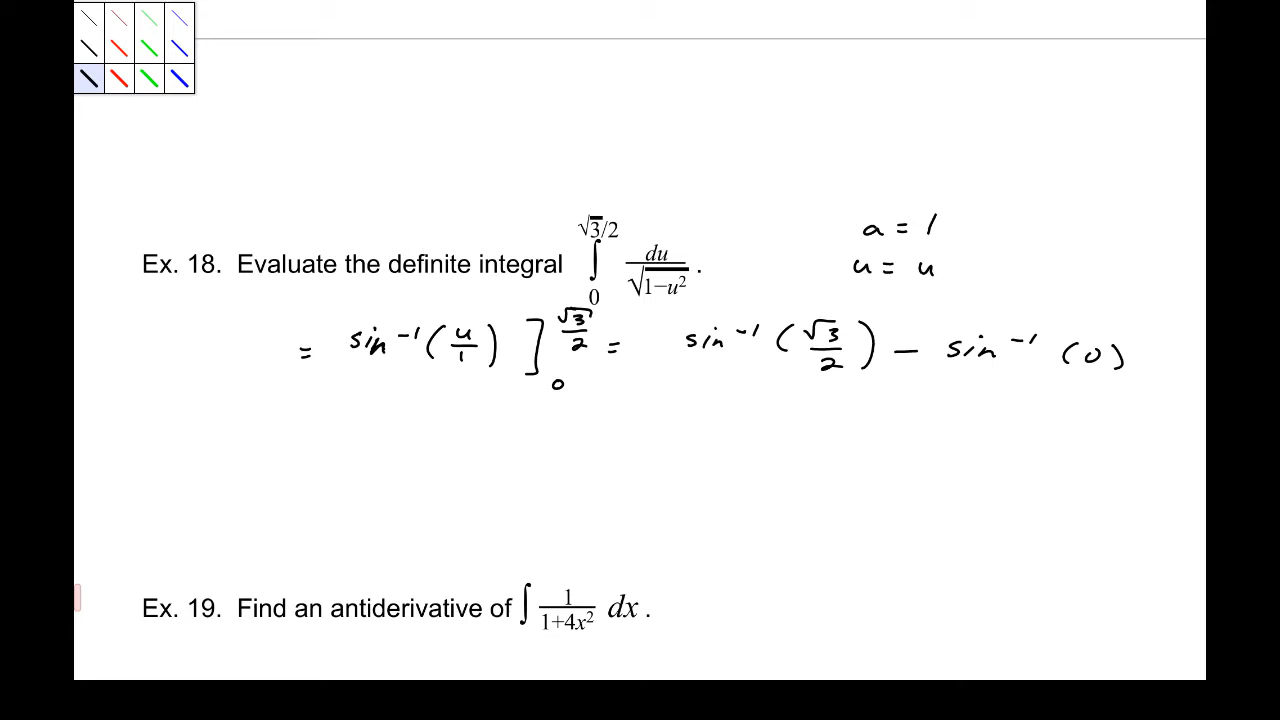 a = 1
Ex. 18. Evaluate the definite integral ∫₀^(√3/2) du/√(1−u²) .
u = u
= sin⁻¹(u/1) ]₀^(√3/2) = sin⁻¹(√3/2) − sin⁻¹(0)
Ex. 19. Find an antiderivative of ∫ 1/(1+4x²) dx .